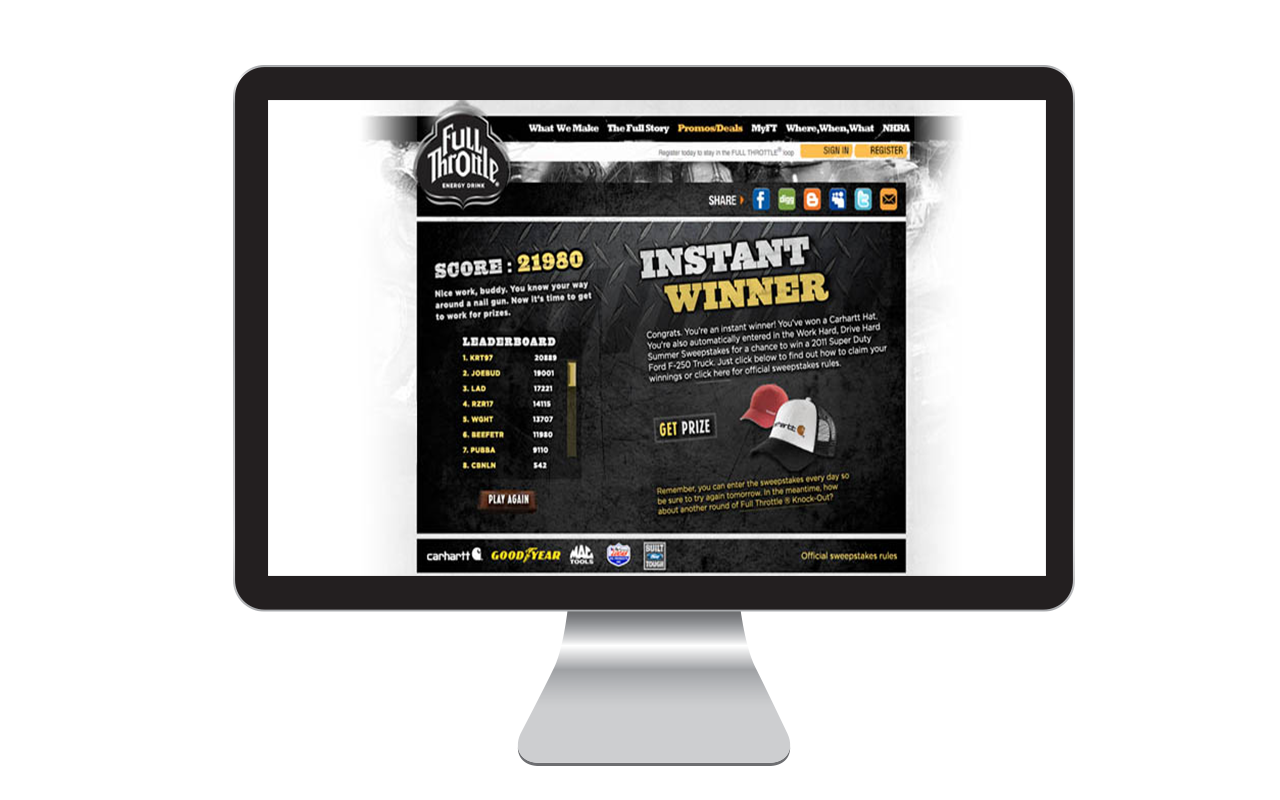 Full
Throttle®
ENERGY DRINK
What We Make The Full Story Promos/Deals MyFT Where,When,What NHRA
Register today to stay in the FULL THROTTLE® loop SIGN IN REGISTER
SHARE
f digg B t
SCORE : 21980
Nice work, buddy. You know your way
around a nail gun. Now it's time to get
to work for prizes.
LEADERBOARD
1. KRT97 20889
2. JOEBUD 19001
3. LAD 17221
4. RZR17 14115
5. WGHT 13707
6. BEEFETR 11980
7. PUBBA 9110
8. CBNLN 542
PLAY AGAIN
INSTANT
WINNER
Congrats. You're an instant winner! You've won a Carhartt Hat.
You're also automatically entered in the Work Hard, Drive Hard
Summer Sweepstakes for a chance to win a 2011 Super Duty
Ford F-250 Truck. Just click below to find out how to claim your
winnings or click here for official sweepstakes rules.
GET PRIZE
Remember, you can enter the sweepstakes every day so
be sure to try again tomorrow. In the meantime, how
about another round of Full Throttle ® Knock-Out?
carhartt GOODYEAR MAC
TOOLS
BUILT
TOUGH
Official sweepstakes rules